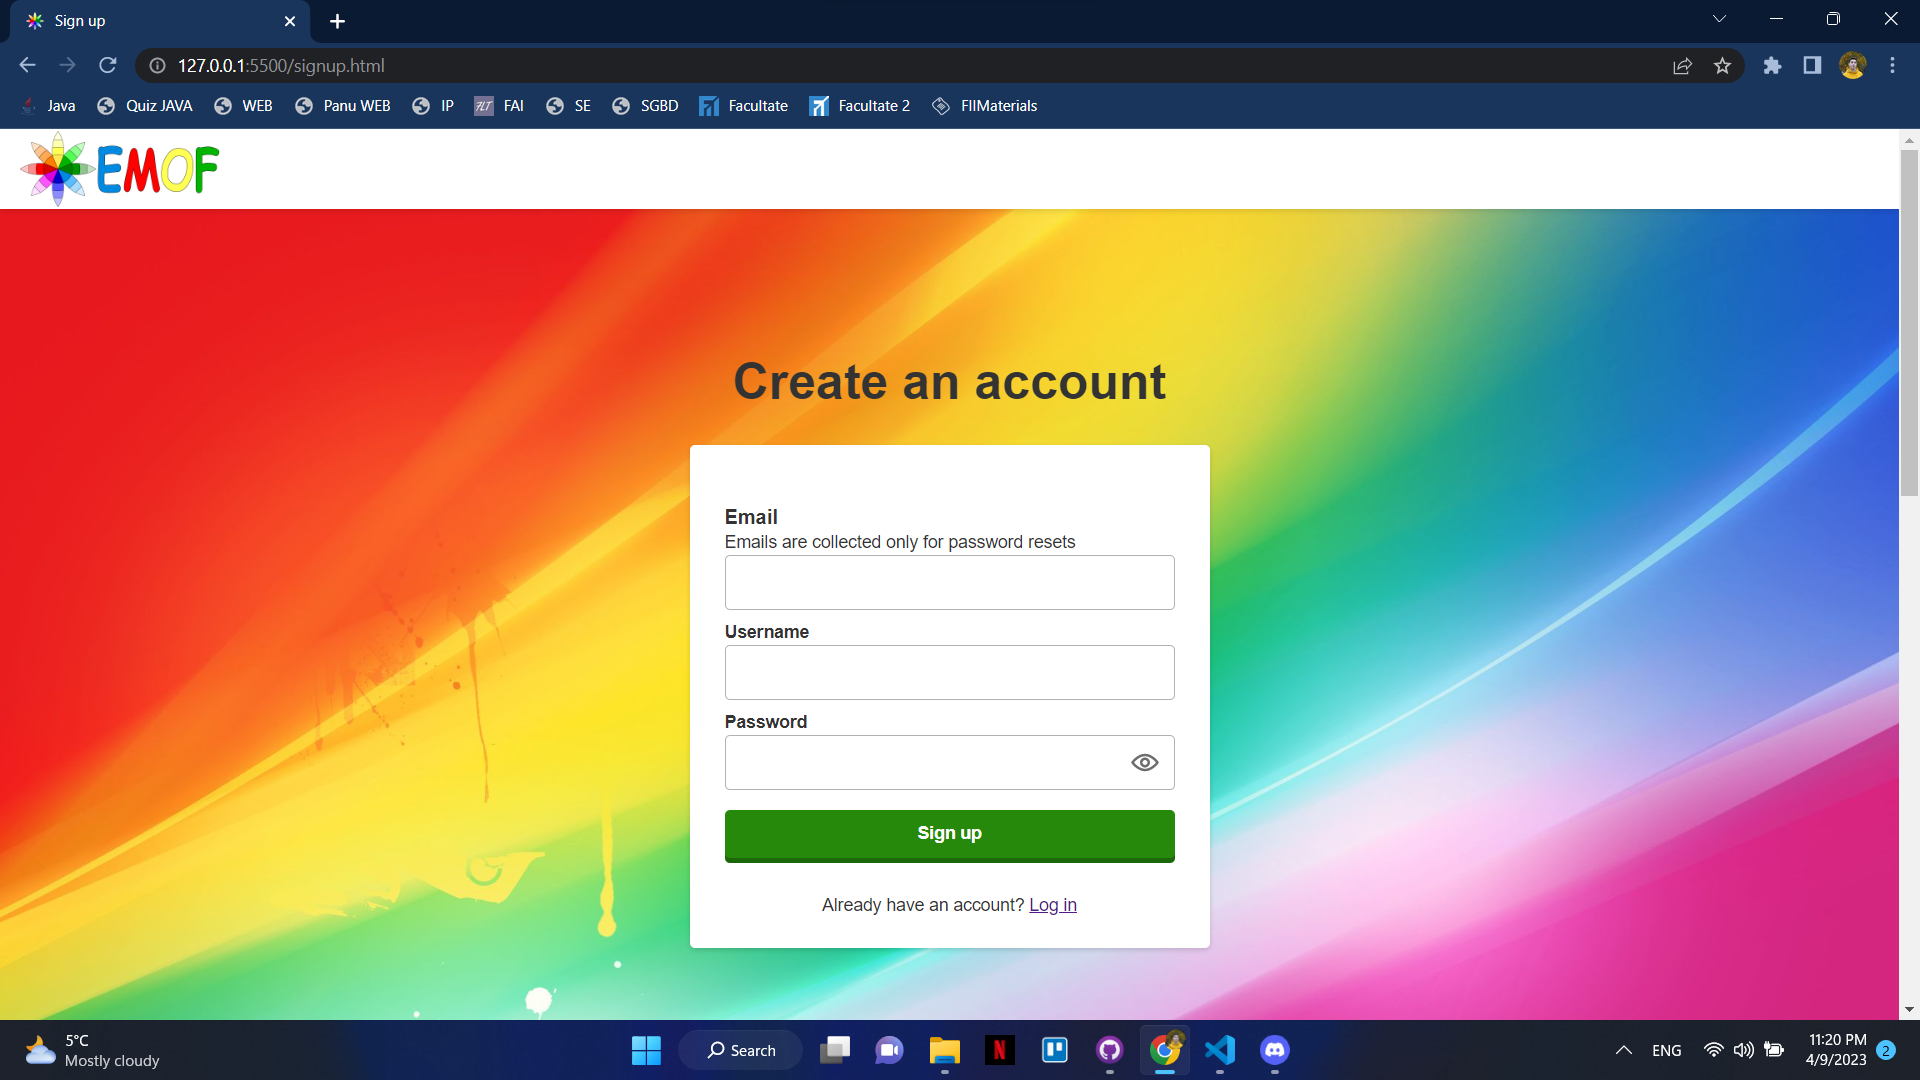 Sign up
127.0.0.1:5500/signup.html
Java Quiz JAVA WEB Panu WEB IP FAI SE SGBD Facultate Facultate 2 FIIMaterials
EMOF
Create an account
Email
Emails are collected only for password resets
Username
Password
Sign up
Already have an account? Log in
5°C
Mostly cloudy
Search
ENG
11:20 PM
4/9/2023
2